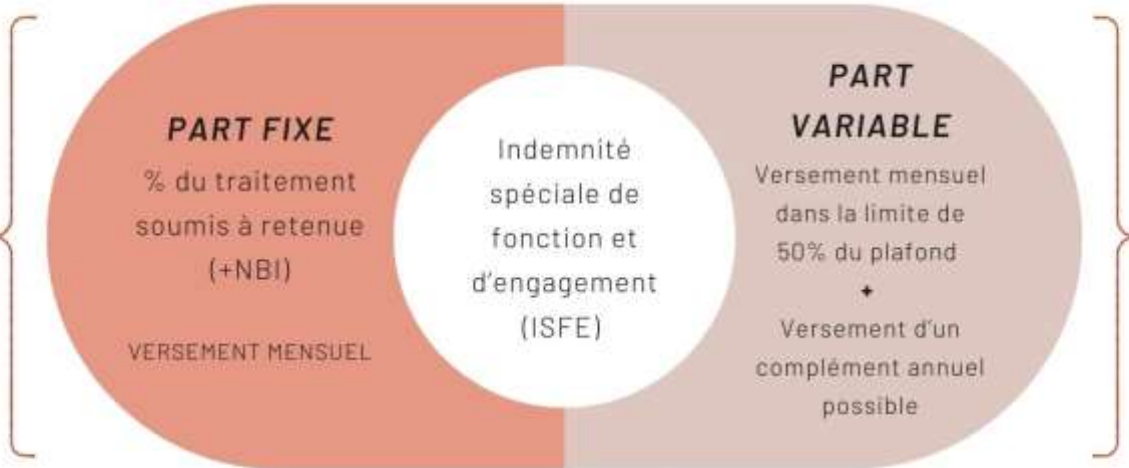 PART FIXE
% du traitement
soumis à retenue
(+NBI)
VERSEMENT MENSUEL
Indemnité
spéciale de
fonction et
d'engagement
(ISFE)
PART
VARIABLE
Versement mensuel
dans la limite de
50% du plafond
+
Versement d'un
complément annuel
possible